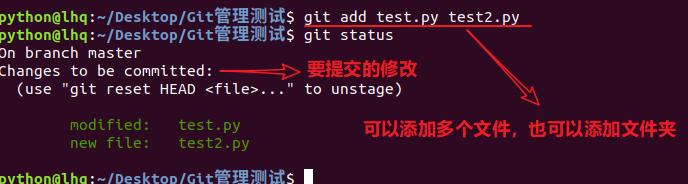 python@lhq:~/Desktop/Git管理测试$ git add test.py test2.py
python@lhq:~/Desktop/Git管理测试$ git status
On branch master
Changes to be committed: 要提交的修改
(use "git reset HEAD <file>..." to unstage)
modified: test.py
new file: test2.py
可以添加多个文件，也可以添加文件夹
python@lhq:~/Desktop/Git管理测试$